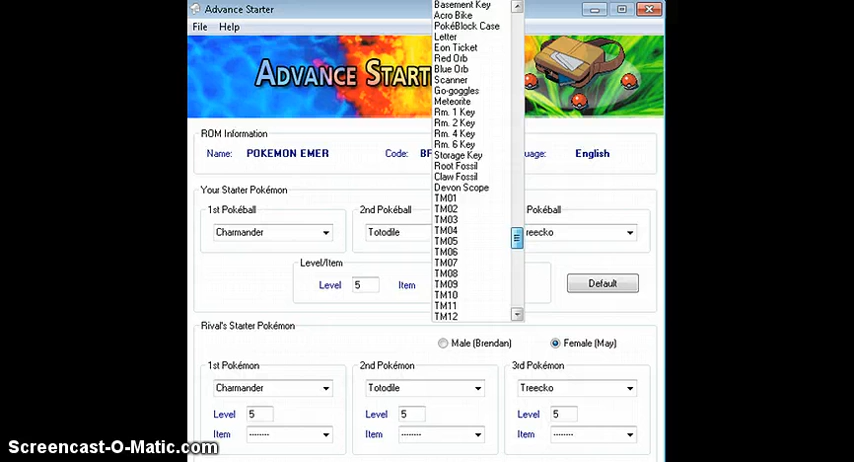 Advance Starter
File Help
ADVANCE START
ROM Information
Name: POKEMON EMER Code: BP uage: English
Your Starter Pokémon
1st Pokéball 2nd Pokéball Pokéball
Charmander Totodile Treecko
Level/Item
Level 5 Item Default
Basement Key
Acro Bike
PokéBlock Case
Letter
Eon Ticket
Red Orb
Blue Orb
Scanner
Go-goggles
Meteorite
Rm. 1 Key
Rm. 2 Key
Rm. 4 Key
Rm. 6 Key
Storage Key
Root Fossil
Claw Fossil
Devon Scope
TM01
TM02
TM03
TM04
TM05
TM06
TM07
TM08
TM09
TM10
TM11
TM12
Rival's Starter Pokémon
Male (Brendan) Female (May)
1st Pokémon 2nd Pokémon 3rd Pokémon
Charmander Totodile Treecko
Level 5 Level 5 Level 5
Item -------- Item -------- Item --------
Screencast-O-Matic.com